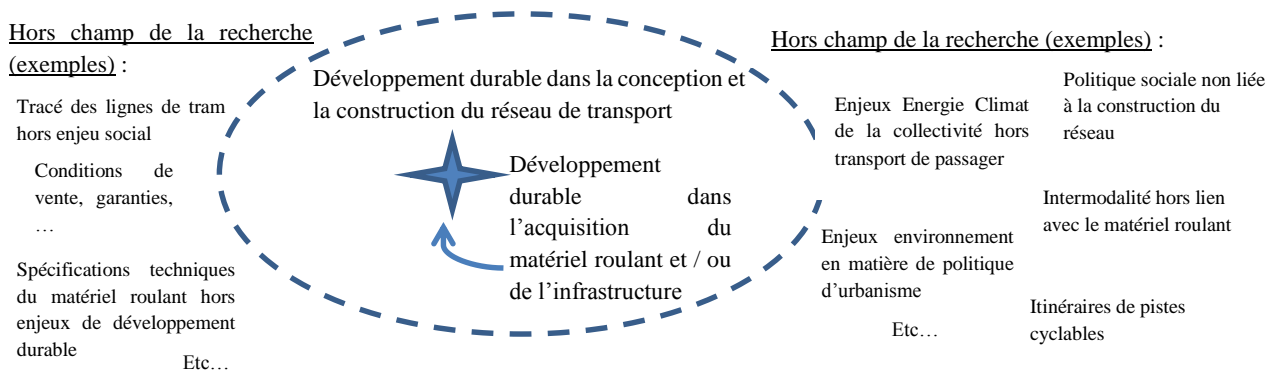 Hors champ de la recherche
(exemples) :
Tracé des lignes de tram
hors enjeu social
Conditions de
vente, garanties,
…
Spécifications techniques
du matériel roulant hors
enjeux de développement
durable
Etc…
Développement durable dans la conception et
la construction du réseau de transport
Développement
durable dans
l’acquisition du
matériel roulant et / ou
de l’infrastructure
Hors champ de la recherche (exemples) :
Enjeux Energie Climat
de la collectivité hors
transport de passager
Enjeux environnement
en matière de politique
d’urbanisme
Etc…
Politique sociale non liée
à la construction du
réseau
Intermodalité hors lien
avec le matériel roulant
Itinéraires de pistes
cyclables